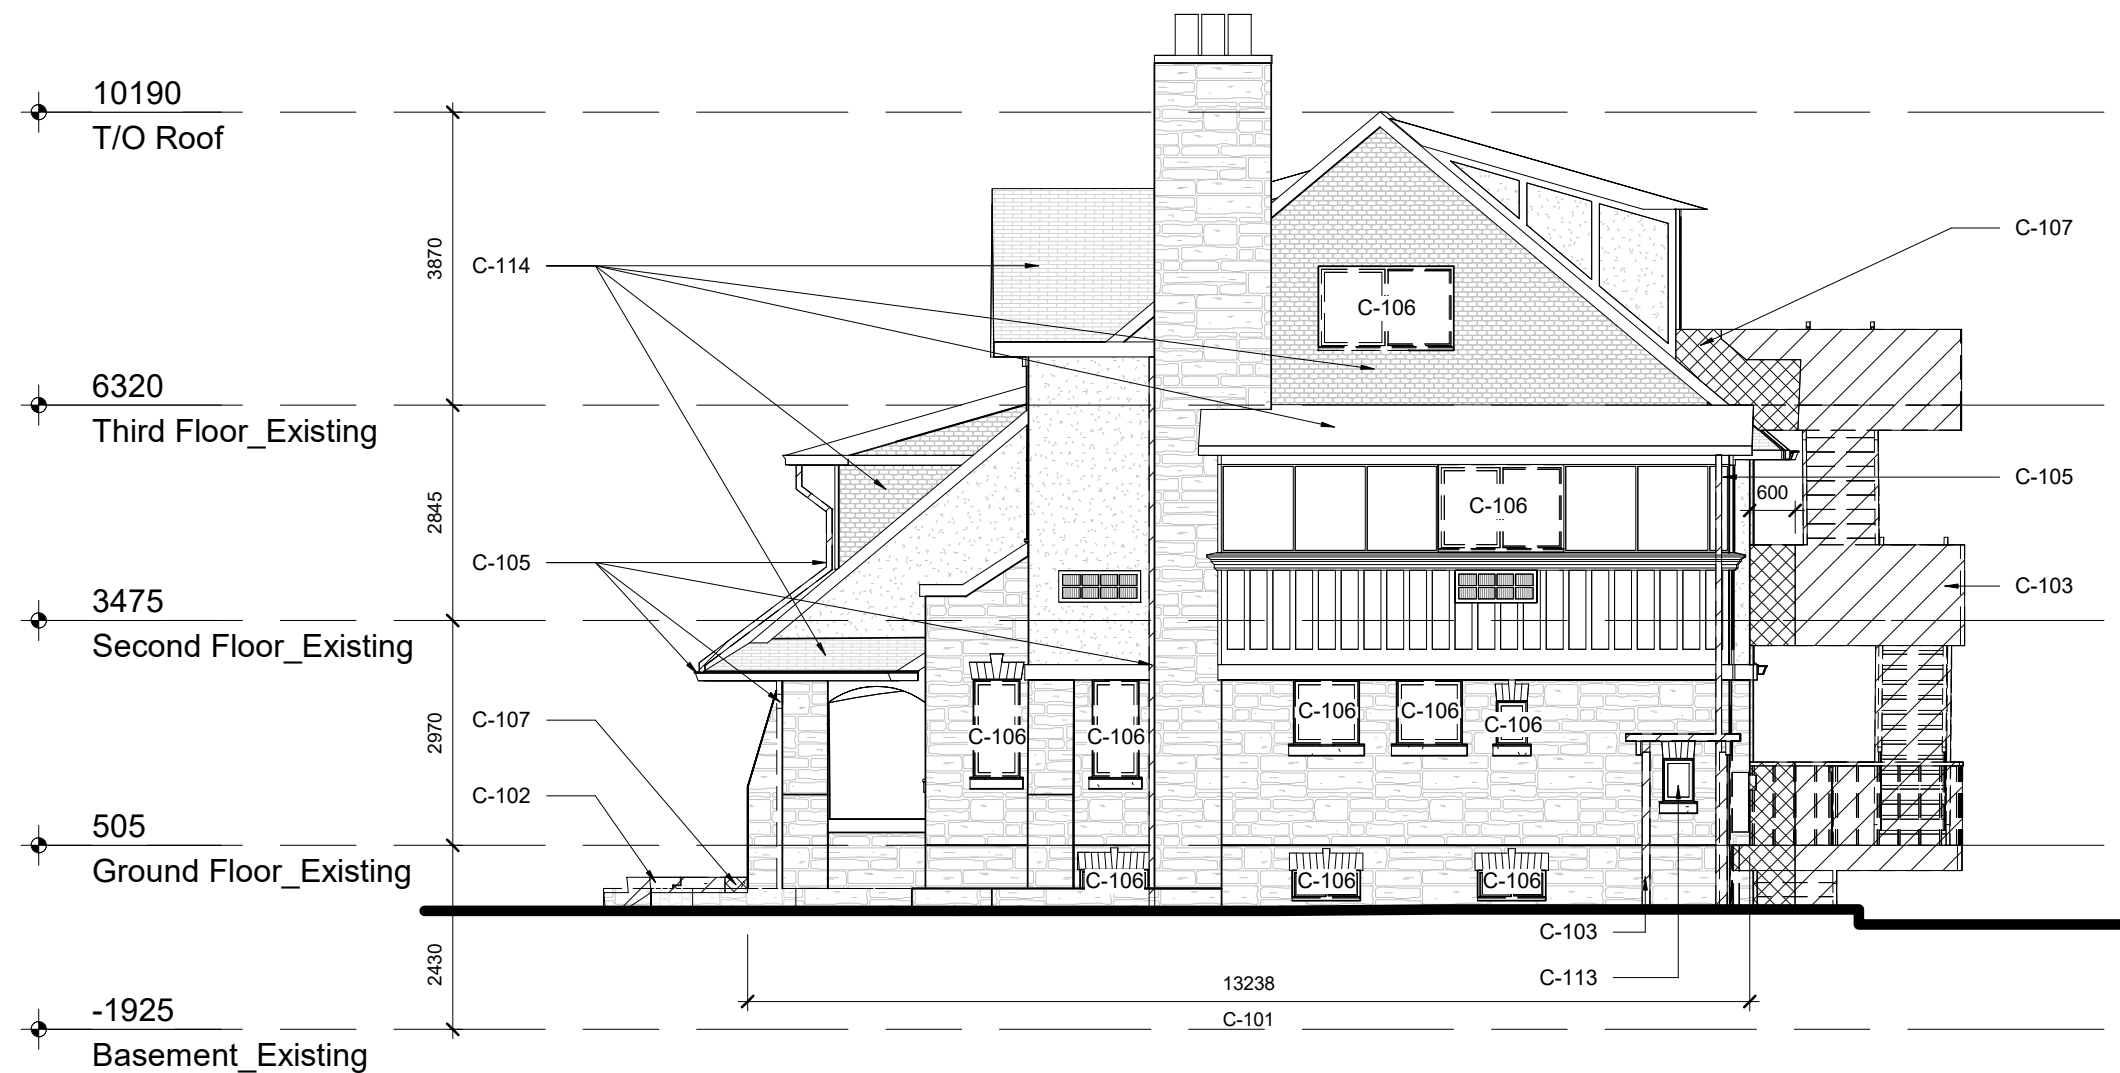 10190
T/O Roof
C-107
3870
C-114
C-106
6320
Third Floor_Existing
C-105
600
2845
C-106
C-105
C-103
3475
Second Floor_Existing
2970
C-107
C-106
C-106
C-106
C-106
C-106
C-102
505
Ground Floor_Existing
C-106
C-106
C-106
C-103
2430
C-113
13238
C-101
-1925
Basement_Existing